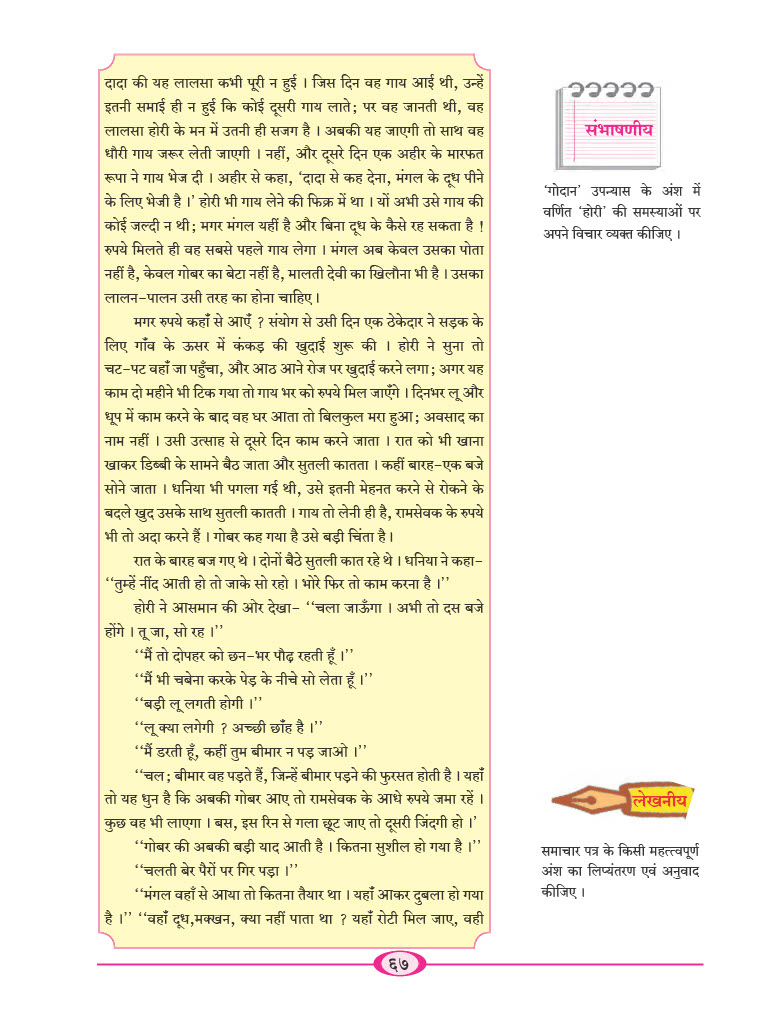 दादा की यह लालसा कभी पूरी न हुई । जिस दिन वह गाय आई थी, उन्हें
इतनी समाई ही न हुई कि कोई दूसरी गाय लाते; पर वह जानती थी, वह
लालसा होरी के मन में उतनी ही सजग है । अबकी यह जाएगी तो साथ वह
धौरी गाय जरूर लेती जाएगी । नहीं, और दूसरे दिन एक अहीर के मारफत
रूपा ने गाय भेज दी । अहीर से कहा, ‘दादा से कह देना, मंगल के दूध पीने
के लिए भेजी है ।’ होरी भी गाय लेने की फिक्र में था । यों अभी उसे गाय की
कोई जल्दी न थी; मगर मंगल यहीं है और बिना दूध के कैसे रह सकता है !
रुपये मिलते ही वह सबसे पहले गाय लेगा । मंगल अब केवल उसका पोता
नहीं है, केवल गोबर का बेटा नहीं है, मालती देवी का खिलौना भी है । उसका
लालन-पालन उसी तरह का होना चाहिए ।
मगर रुपये कहाँ से आएँ ? संयोग से उसी दिन एक ठेकेदार ने सड़क के
लिए गाँव के ऊसर में कंकड़ की खुदाई शुरू की । होरी ने सुना तो
चट-पट वहाँ जा पहुँचा, और आठ आने रोज पर खुदाई करने लगा; अगर यह
काम दो महीने भी टिक गया तो गाय भर को रुपये मिल जाएँगे । दिनभर लू और
धूप में काम करने के बाद वह घर आता तो बिलकुल मरा हुआ; अवसाद का
नाम नहीं । उसी उत्साह से दूसरे दिन काम करने जाता । रात को भी खाना
खाकर डिब्बी के सामने बैठ जाता और सुतली कातता । कहीं बारह-एक बजे
सोने जाता । धनिया भी पगला गई थी, उसे इतनी मेहनत करने से रोकने के
बदले खुद उसके साथ सुतली कातती । गाय तो लेनी ही है, रामसेवक के रुपये
भी तो अदा करने हैं । गोबर कह गया है उसे बड़ी चिंता है ।
रात के बारह बज गए थे । दोनों बैठे सुतली कात रहे थे । धनिया ने कहा-
‘‘तुम्हें नींद आती हो तो जाके सो रहो । भोरे फिर तो काम करना है ।’’
होरी ने आसमान की ओर देखा- ‘‘चला जाऊँगा । अभी तो दस बजे
होंगे । तू जा, सो रह ।’’
‘‘मैं तो दोपहर को छन-भर पौढ़ रहती हूँ ।’’
‘‘मैं भी चबेना करके पेड़ के नीचे सो लेता हूँ ।’’
‘‘बड़ी लू लगती होगी ।’’
‘‘लू क्या लगेगी ? अच्छी छाँह है ।’’
‘‘मैं डरती हूँ, कहीं तुम बीमार न पड़ जाओ ।’’
‘‘चल; बीमार वह पड़ते हैं, जिन्हें बीमार पड़ने की फुरसत होती है । यहाँ
तो यह धुन है कि अबकी गोबर आए तो रामसेवक के आधे रुपये जमा रहें ।
कुछ वह भी लाएगा । बस, इस रिन से गला छूट जाए तो दूसरी जिंदगी हो ।’
‘‘गोबर की अबकी बड़ी याद आती है । कितना सुशील हो गया है ।’’
‘‘चलती बेर पैरों पर गिर पड़ा ।’’
‘‘मंगल वहाँ से आया तो कितना तैयार था । यहाँ आकर दुबला हो गया
है ।’’ ‘‘वहाँ दूध,मक्खन, क्या नहीं पाता था ? यहाँ रोटी मिल जाए, वही
संभाषणीय
‘गोदान’ उपन्यास के अंश में
वर्णित ‘होरी’ की समस्याओं पर
अपने विचार व्यक्त कीजिए ।
लेखनीय
समाचार पत्र के किसी महत्त्वपूर्ण
अंश का लिप्यंतरण एवं अनुवाद
कीजिए ।
६७